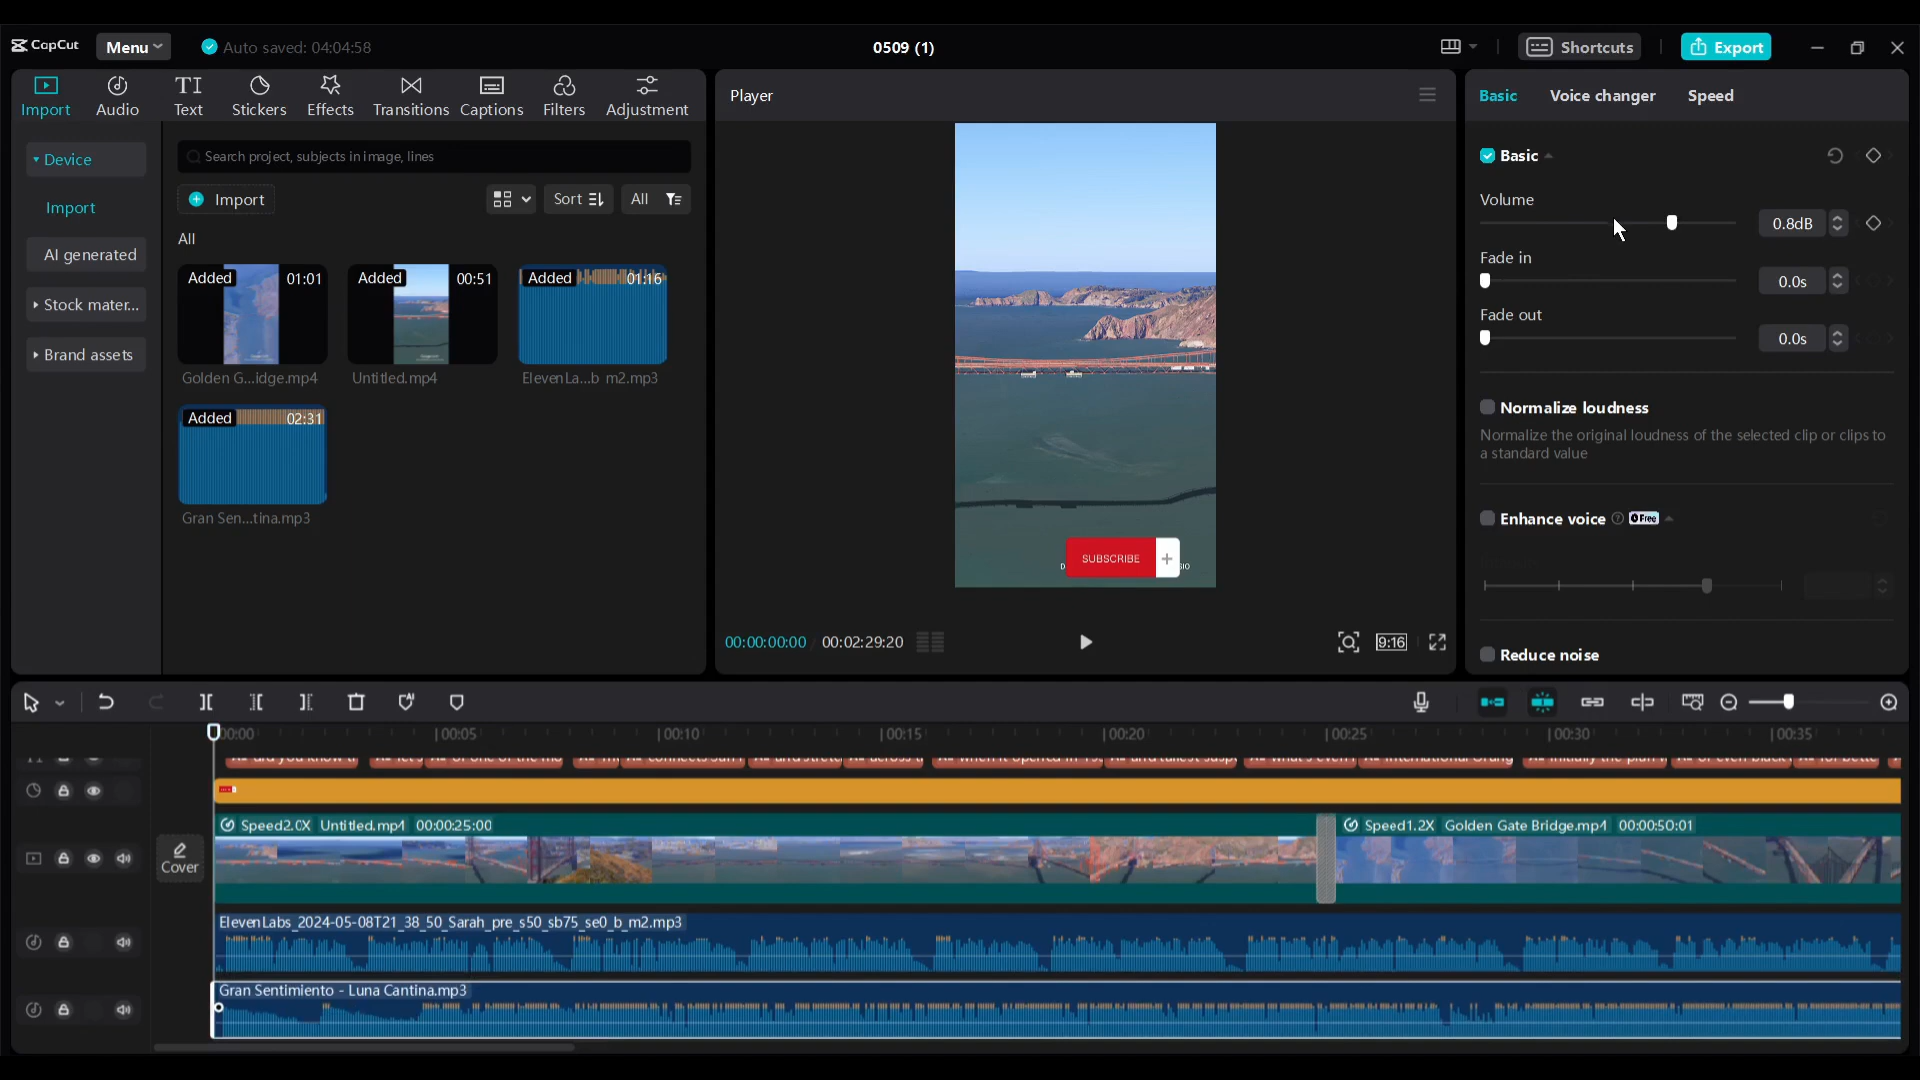 CapCut
Menu
Auto saved: 04:04:58
0509 (1)
Shortcuts
Export
Import
Audio
Text
Stickers
Effects
Transitions
Captions
Filters
Adjustment
Player
Basic
Voice changer
Speed
Device
Import
AI generated
Stock mater...
Brand assets
Search project, subjects in image, lines
Import
Sort
All
All
Added 01:01
Golden G...idge.mp4
Added 00:51
Untitled.mp4
Added 01:16
ElevenLa...b m2.mp3
Added 02:31
Gran Sen...tina.mp3
SUBSCRIBE
00:00:00:00
00:02:29:20
9:16
Basic
Volume
0.8dB
Fade in
0.0s
Fade out
0.0s
Normalize loudness
Normalize the original loudness of the selected clip or clips to
a standard value
Enhance voice Free
Reduce noise
00:00 00:05 00:10 00:15 00:20 00:25 00:30 00:35
Cover
Speed2.0X Untitled.mp4 00:00:25:00
Speed1.2X Golden Gate Bridge.mp4 00:00:50:01
ElevenLabs_2024-05-08T21_38_50_Sarah_pre_s50_sb75_se0_b_m2.mp3
Gran Sentimiento - Luna Cantina.mp3